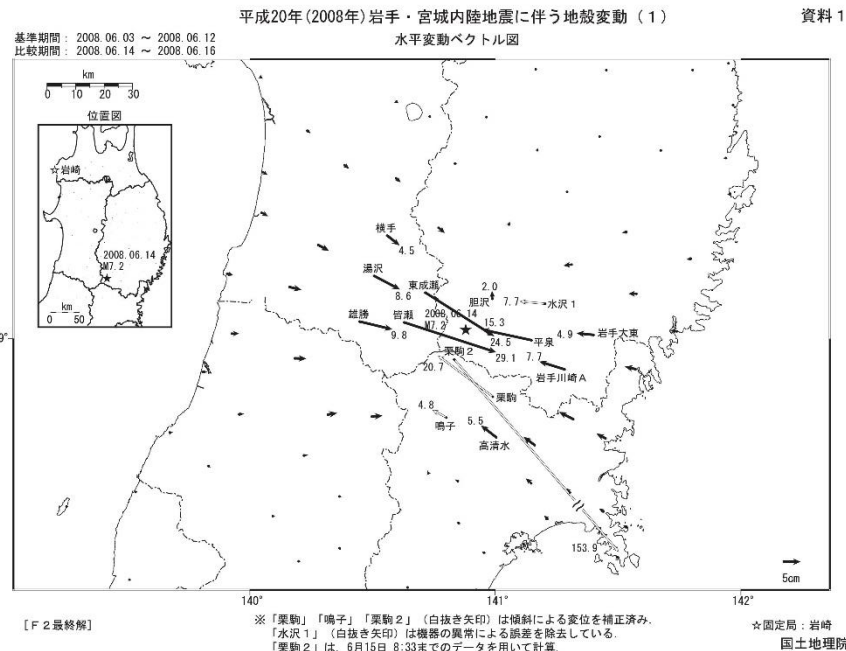 平成20年(2008年)岩手・宮城内陸地震に伴う地殻変動（１）
資料１
基準期間：2008.06.03 ～ 2008.06.12
比較期間：2008.06.14 ～ 2008.06.16
水平変動ベクトル図
km
0 10 20 30
位置図
☆岩崎
2008.06.14
M7.2
km
0 50
横手
4.5
湯沢
8.6
東成瀬
2.0
胆沢
7.7
水沢１
雄勝
9.8
皆瀬
2008.06.14
M7.2
15.3
24.5
平泉
4.9
岩手大東
9°
栗駒２
29.1
7.7
岩手川崎Ａ
20.7
栗駒
4.8
鳴子
5.5
高清水
153.9
5cm
140°
141°
142°
［Ｆ２最終解］
※「栗駒」「鳴子」「栗駒２」（白抜き矢印）は傾斜による変位を補正済み.
「水沢１」（白抜き矢印）は機器の異常による誤差を除去している.
「栗駒２」は，6月15日 8:33までのデータを用いて計算.
☆固定局：岩崎
国土地理院